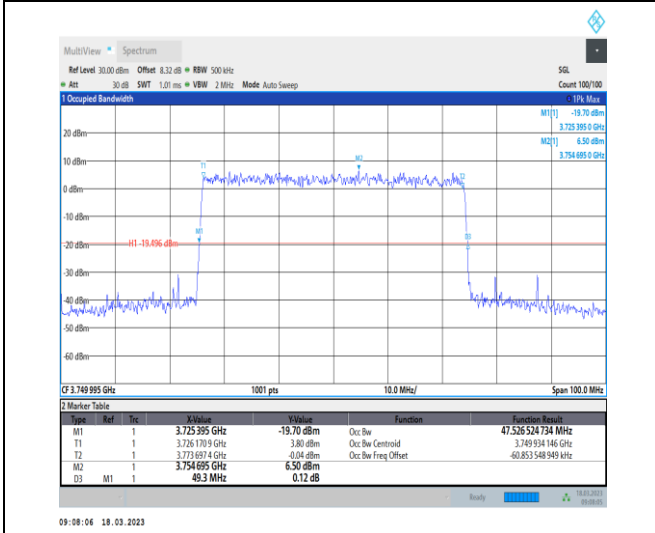 MultiView Spectrum
Ref Level 30.00 dBm Offset 8.32 dB RBW 500 kHz SGL
Att 30 dB SWT 1.01 ms VBW 2 MHz Mode Auto Sweep Count 100/100
1 Occupied Bandwidth 1Pk Max
M1[1] -19.70 dBm
3.725 395 0 GHz
M2[1] 6.50 dBm
3.754 695 0 GHz
20 dBm
10 dBm
M2
T1
T2
0 dBm
-10 dBm
M1
D3
H1 -19.496 dBm
-20 dBm
-30 dBm
-40 dBm
-50 dBm
-60 dBm
CF 3.749 995 GHz 1001 pts 10.0 MHz/ Span 100.0 MHz
2 Marker Table
Type Ref Trc X-Value Y-Value Function Function Result
M1 1 3.725 395 GHz -19.70 dBm Occ Bw 47.526 524 734 MHz
T1 1 3.726 170 9 GHz 3.80 dBm Occ Bw Centroid 3.749 934 146 GHz
T2 1 3.773 697 4 GHz -0.04 dBm Occ Bw Freq Offset -60.853 548 949 kHz
M2 1 3.754 695 GHz 6.50 dBm
D3 M1 1 49.3 MHz 0.12 dB
Ready 18.03.2023
09:08:05
09:08:06 18.03.2023